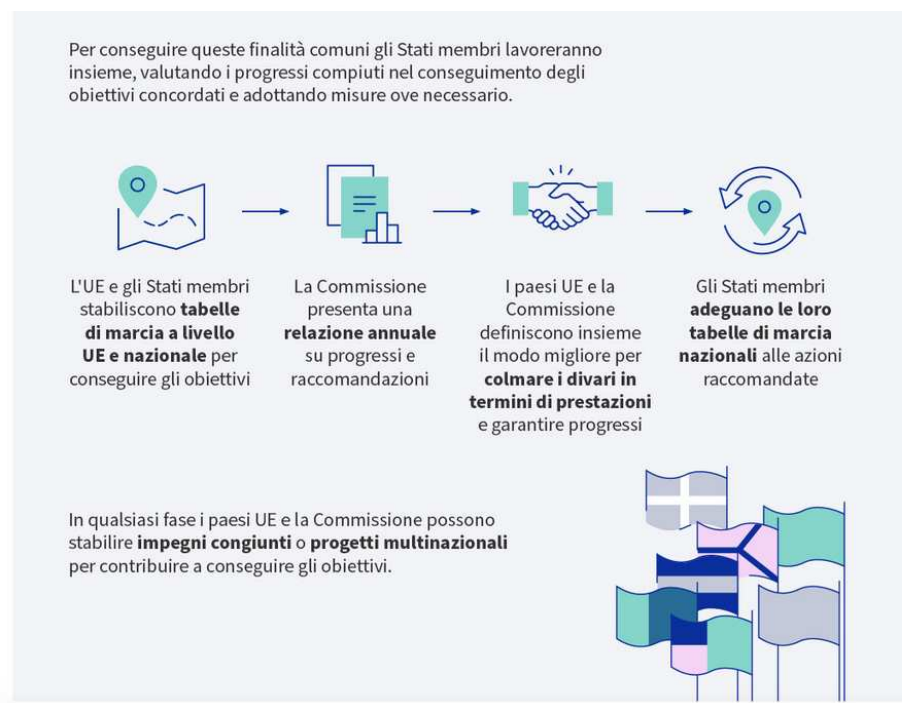 Per conseguire queste finalità comuni gli Stati membri lavoreranno
insieme, valutando i progressi compiuti nel conseguimento degli
obiettivi concordati e adottando misure ove necessario.
L'UE e gli Stati membri
stabiliscono tabelle
di marcia a livello
UE e nazionale per
conseguire gli obiettivi
La Commissione
presenta una
relazione annuale
su progressi e
raccomandazioni
I paesi UE e la
Commissione
definiscono insieme
il modo migliore per
colmare i divari in
termini di prestazioni
e garantire progressi
Gli Stati membri
adeguano le loro
tabelle di marcia
nazionali alle azioni
raccomandate
In qualsiasi fase i paesi UE e la Commissione possono
stabilire impegni congiunti o progetti multinazionali
per contribuire a conseguire gli obiettivi.